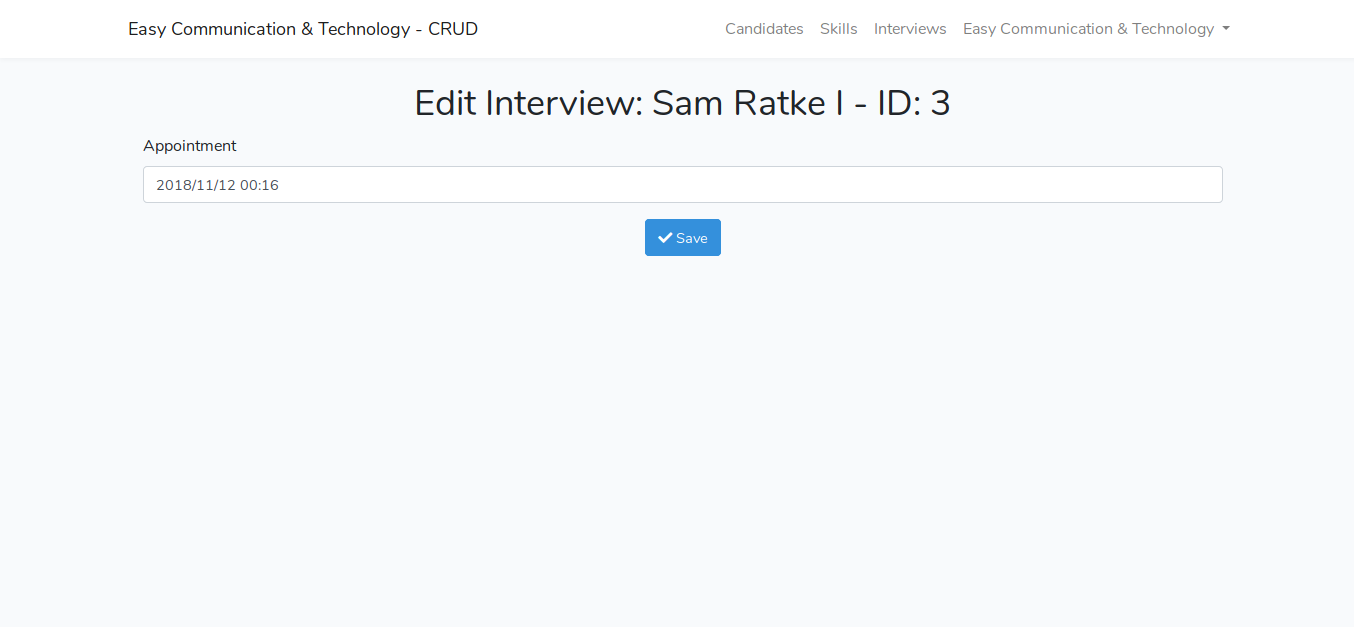 Easy Communication & Technology - CRUD
Candidates Skills Interviews Easy Communication & Technology
Edit Interview: Sam Ratke I - ID: 3
Appointment
2018/11/12 00:16
Save